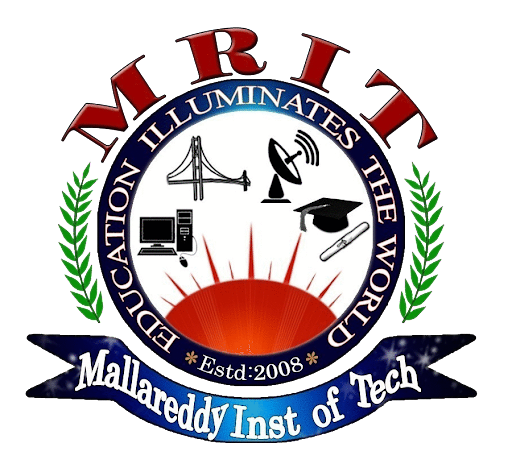 MRIT
EDUCATION ILLUMINATES THE WORLD
*Estd:2008*
Mallareddy Inst of Tech